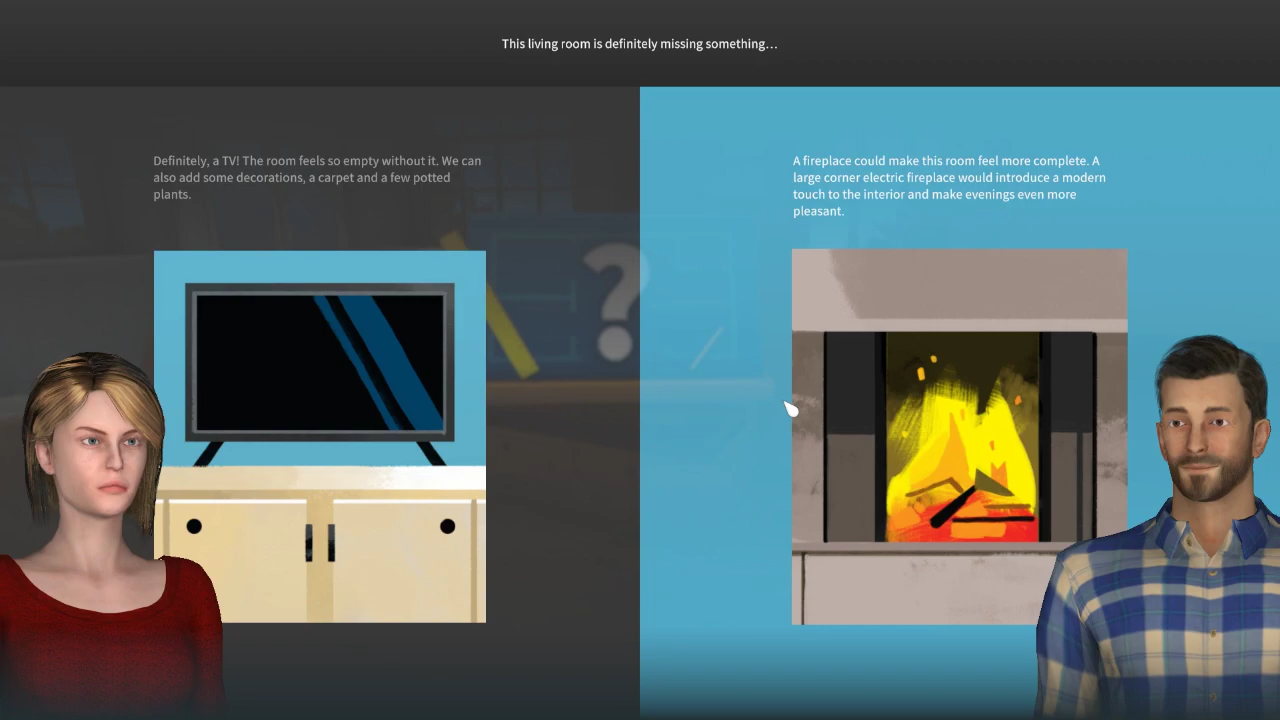 This living room is definitely missing something...
Definitely, a TV! The room feels so empty without it. We can
also add some decorations, a carpet and a few potted
plants.
A fireplace could make this room feel more complete. A
large corner electric fireplace would introduce a modern
touch to the interior and make evenings even more
pleasant.
?